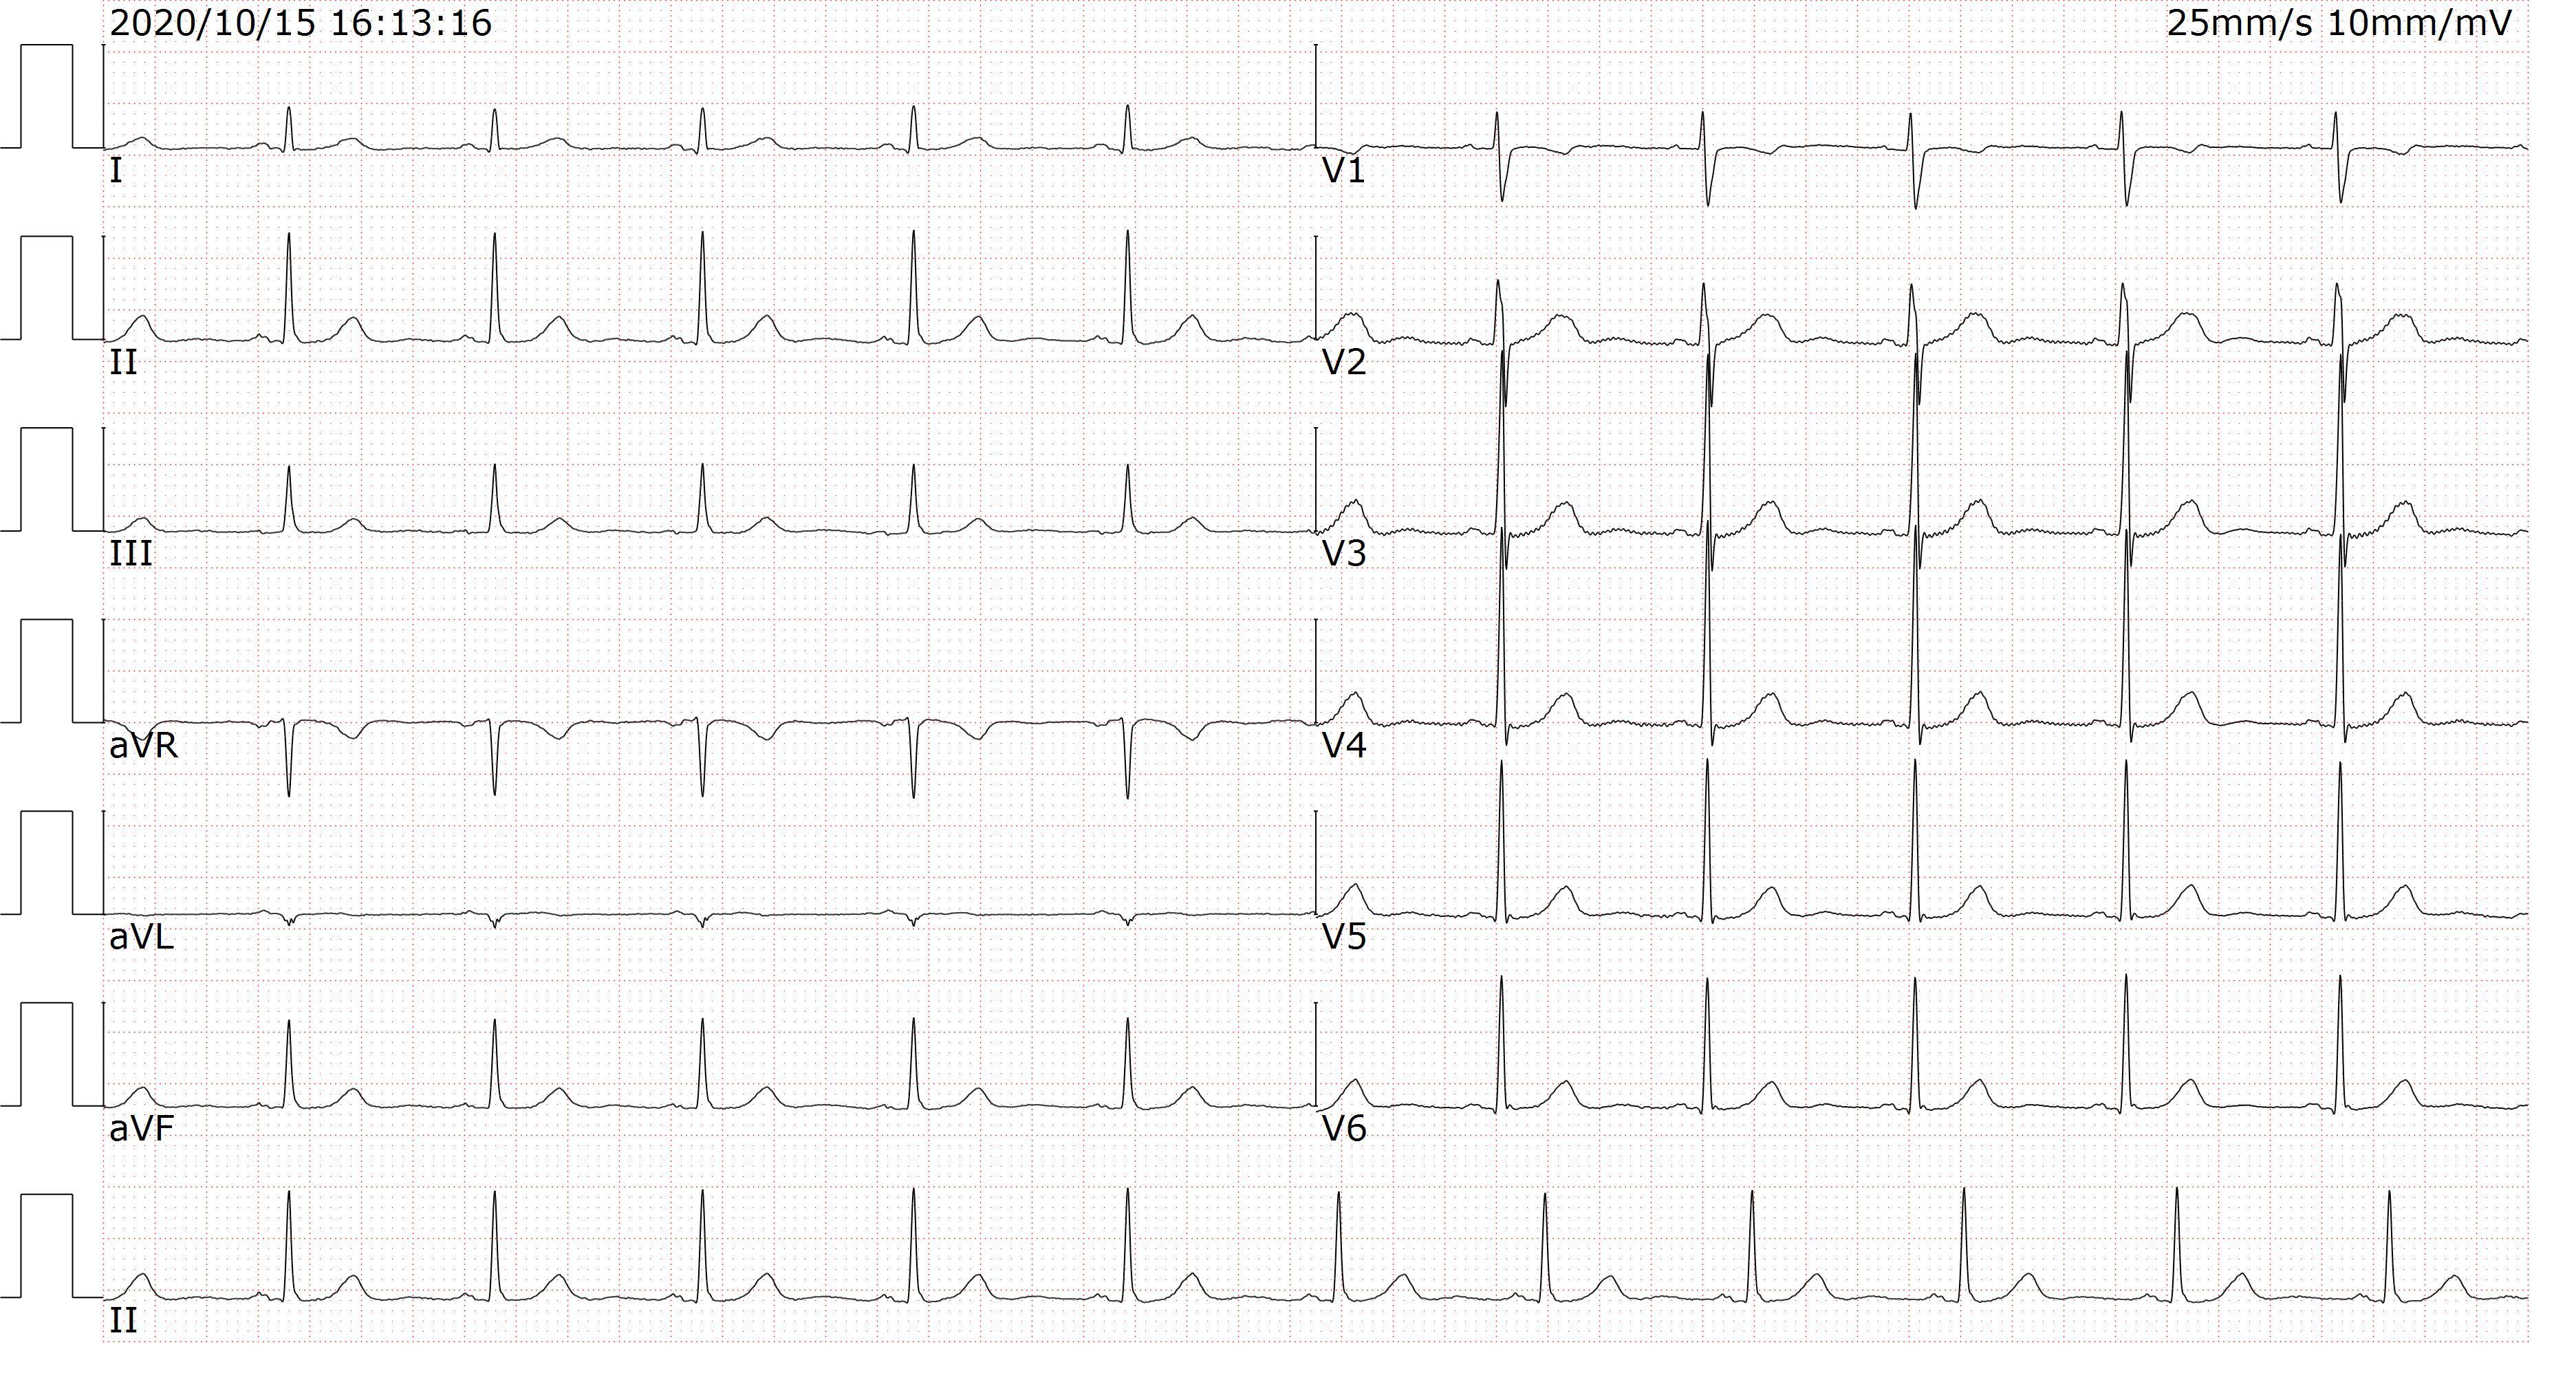 2020/10/15 16:13:16
25mm/s 10mm/mV
I
V1
II
V2
III
V3
aVR
V4
aVL
V5
aVF
V6
II